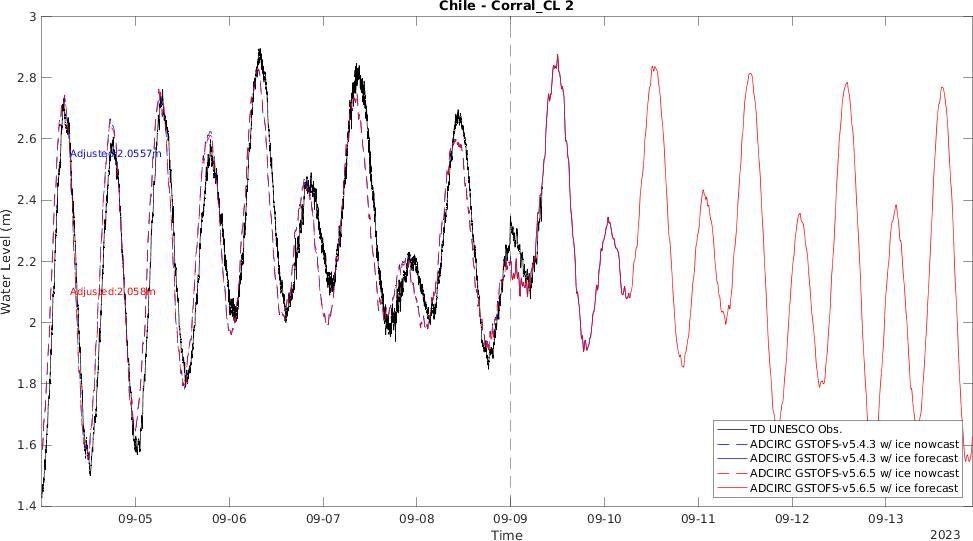 Chile - Corral_CL 2
Water Level (m)
3
2.8
2.6
2.4
2.2
2
1.8
1.6
1.4
Adjusted:2.0557m
Adjusted:2.058m
TD UNESCO Obs.
ADCIRC GSTOFS-v5.4.3 w/ ice nowcast
ADCIRC GSTOFS-v5.4.3 w/ ice forecast
ADCIRC GSTOFS-v5.6.5 w/ ice nowcast
ADCIRC GSTOFS-v5.6.5 w/ ice forecast
09-05 09-06 09-07 09-08 09-09 09-10 09-11 09-12 09-13
Time
2023